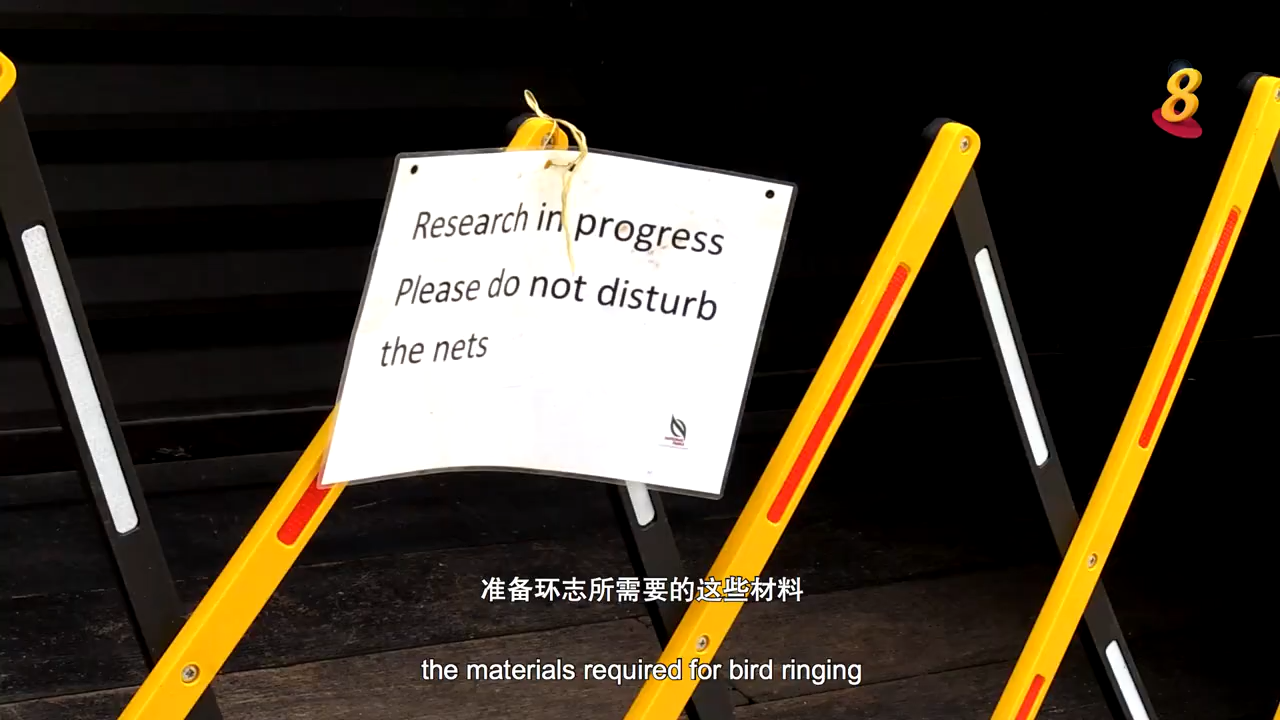 8
Research in progress
Please do not disturb
the nets
准备环志所需要的这些材料
the materials required for bird ringing